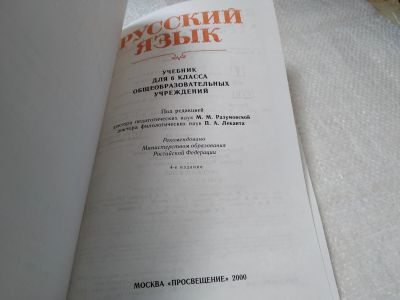 РУССКИЙ
ЯЗЫК
УЧЕБНИК
ДЛЯ 6 КЛАССА
ОБЩЕОБРАЗОВАТЕЛЬНЫХ
УЧРЕЖДЕНИЙ
Под редакцией
доктора педагогических наук М. М. Разумовской
доктора филологических наук П. А. Леканта
Рекомендовано
Министерством образования
Российской Федерации
4-е издание
МОСКВА «ПРОСВЕЩЕНИЕ» 2000